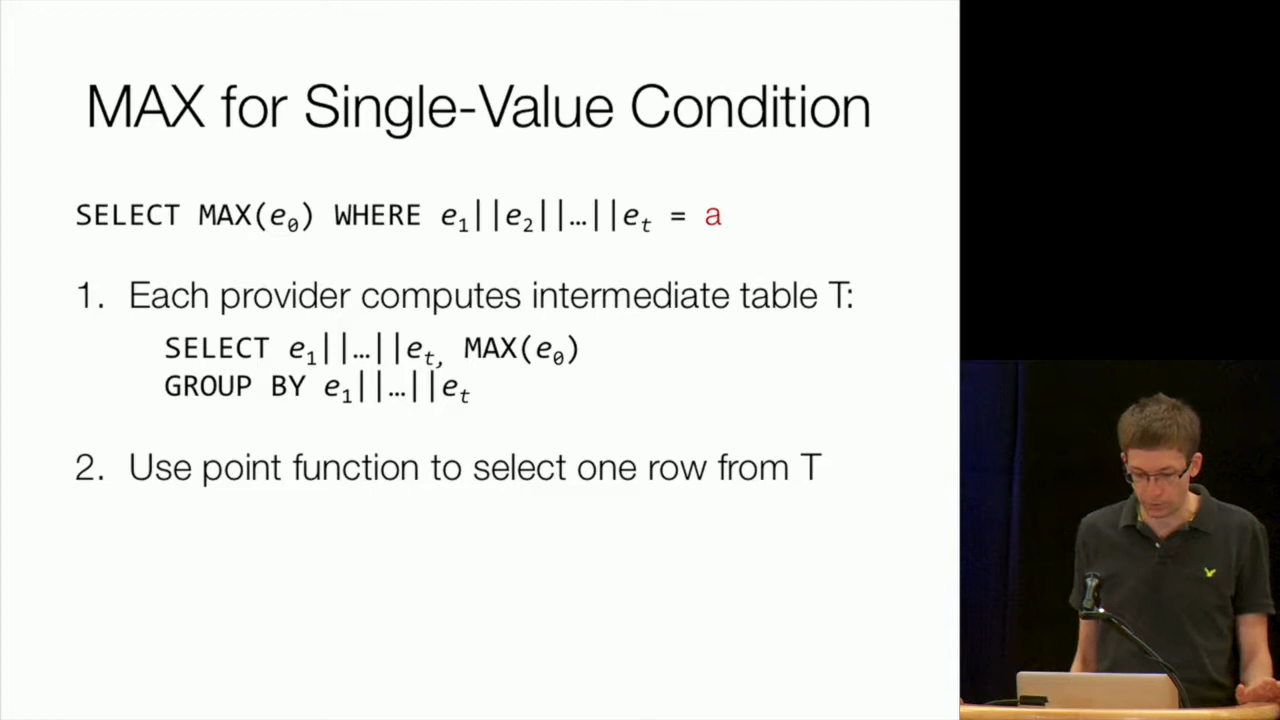 MAX for Single-Value Condition
SELECT MAX(e₀) WHERE e₁||e₂||…||eₜ = a
1. Each provider computes intermediate table T:
SELECT e₁||…||eₜ, MAX(e₀)
GROUP BY e₁||…||eₜ
2. Use point function to select one row from T